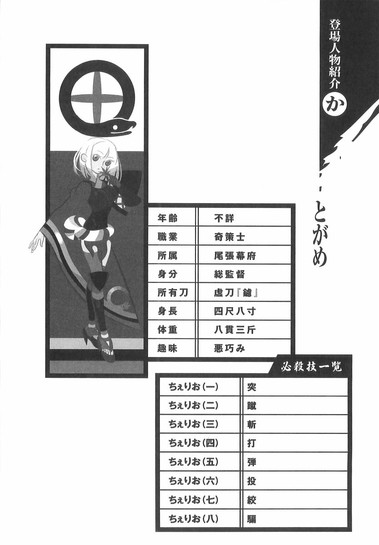 登場人物紹介
か
とがめ
年齢 不詳
職業 奇策士
所属 尾張幕府
身分 総監督
所有刀 虚刀『鑢』
身長 四尺八寸
体重 八貫三斤
趣味 悪巧み
必殺技一覧
ちぇりお(一) 突
ちぇりお(二) 蹴
ちぇりお(三) 斬
ちぇりお(四) 打
ちぇりお(五) 弾
ちぇりお(六) 投
ちぇりお(七) 絞
ちぇりお(八) 騙